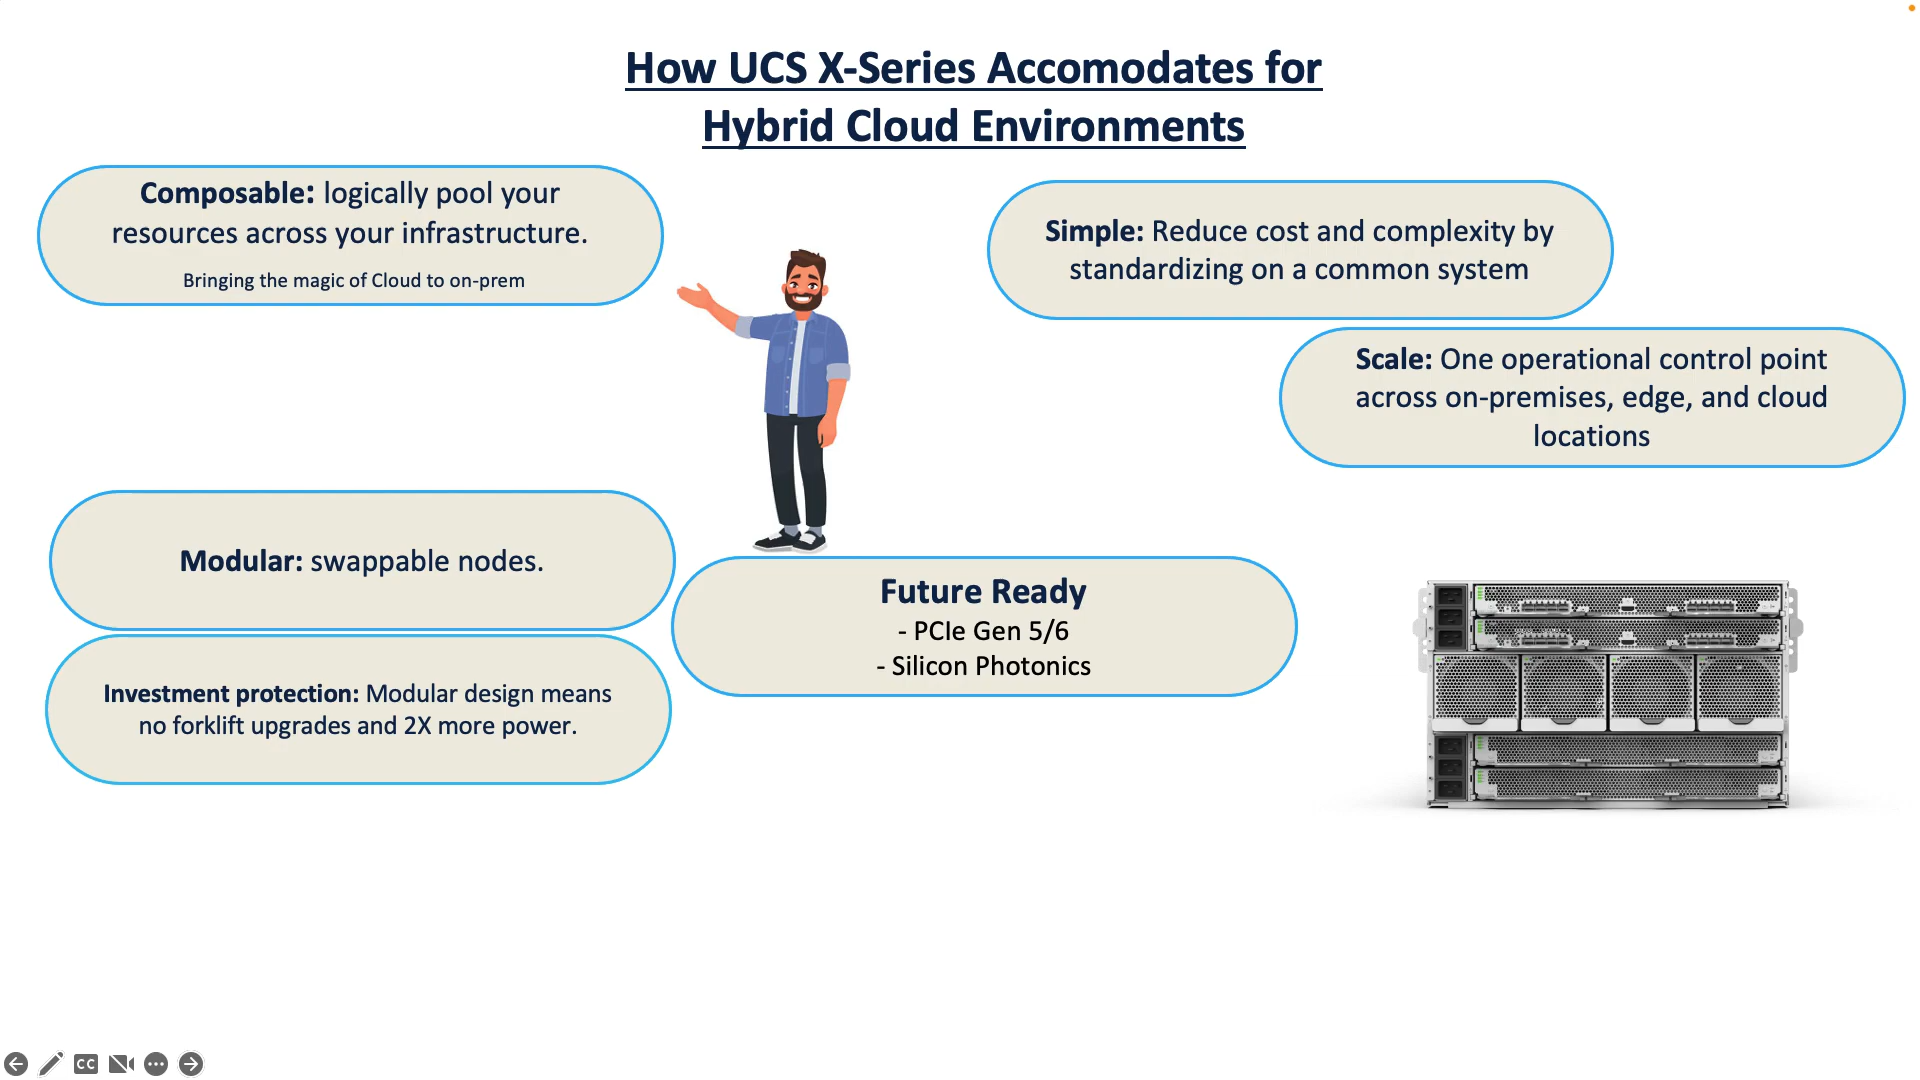 How UCS X-Series Accomodates for
Hybrid Cloud Environments
Composable: logically pool your
resources across your infrastructure.
Bringing the magic of Cloud to on-prem
Simple: Reduce cost and complexity by
standardizing on a common system
Scale: One operational control point
across on-premises, edge, and cloud
locations
Modular: swappable nodes.
Future Ready
- PCIe Gen 5/6
- Silicon Photonics
Investment protection: Modular design means
no forklift upgrades and 2X more power.
CC